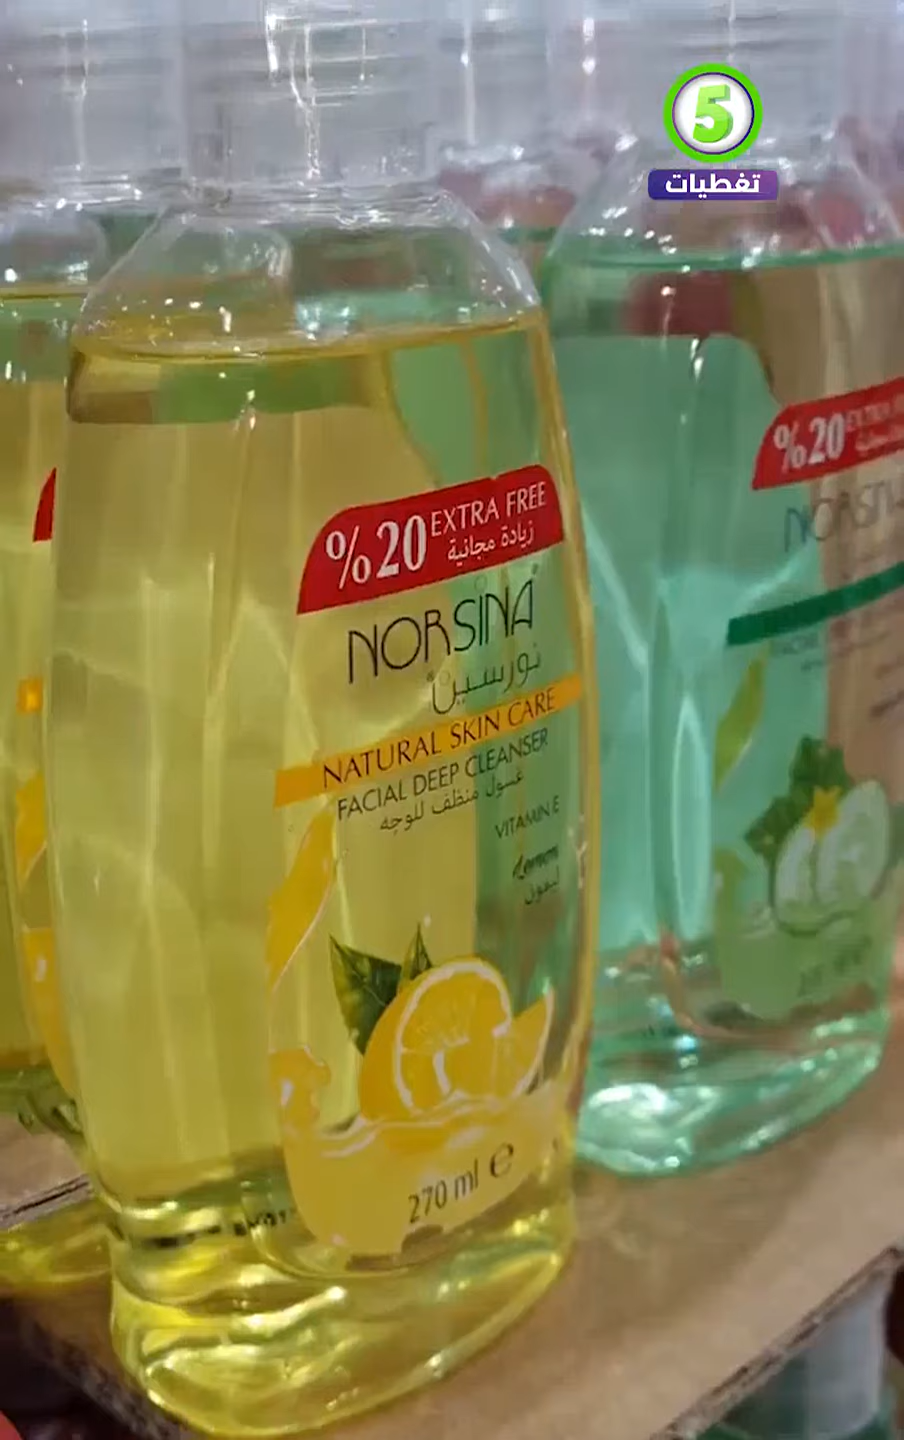 5
تغطيات
%20 EXTRA FREE
زيادة مجانية
NORSINA
نورسين
NATURAL SKIN CARE
FACIAL DEEP CLEANSER
غسول منظف للوجه
VITAMIN E
Lemon
ليمون
270 ml e
%20 EXTRA
NORSINA